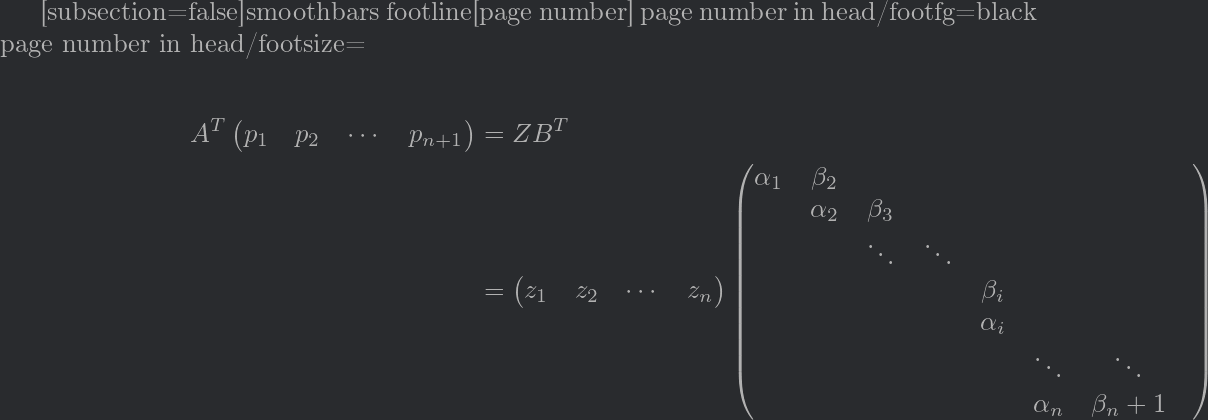 [subsection=false]smoothbars footline[page number] page number in head/footfg=black
page number in head/footsize=
A^T (p_1 p_2 ⋯ p_{n+1}) = ZB^T
= (z_1 z_2 ⋯ z_n) (
α_1 β_2
α_2 β_3
⋱ ⋱
β_i
α_i
⋱ ⋱
α_n β_n + 1
)